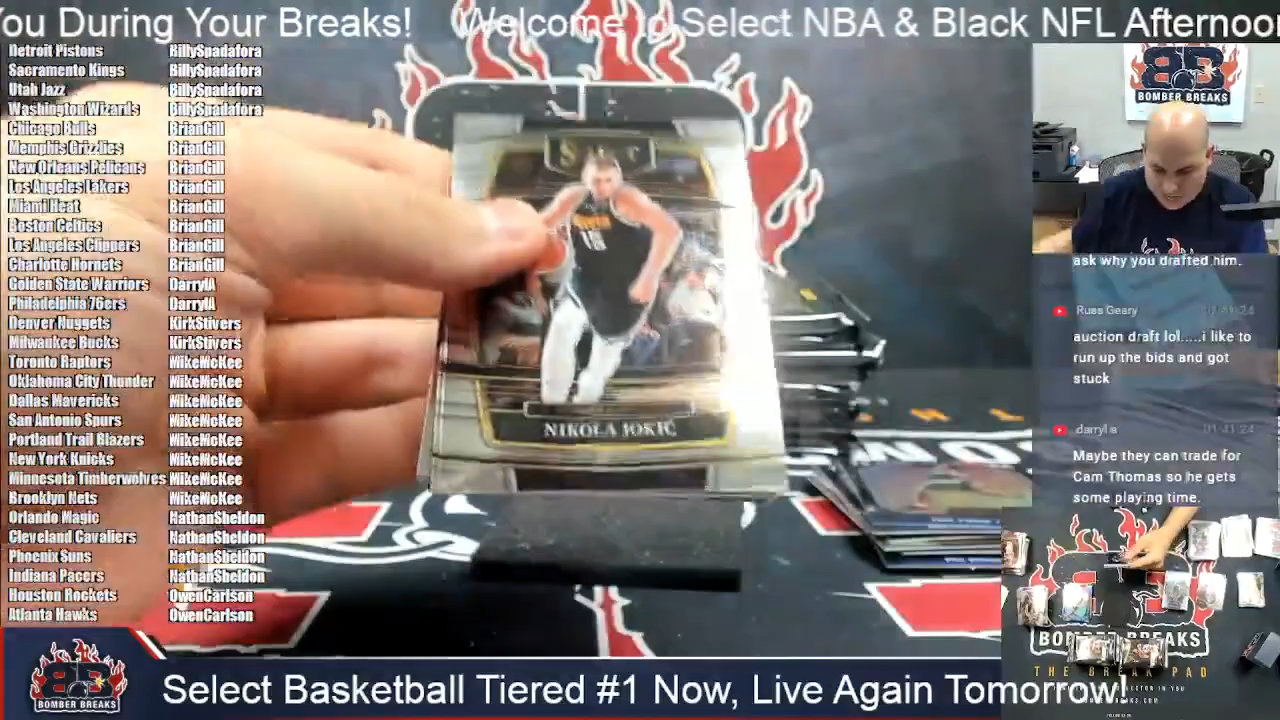 You During Your Breaks! Welcome to Select NBA & Black NFL Afternoon
Detroit Pistons BillySpadafora
Sacramento Kings BillySpadafora
Utah Jazz BillySpadafora
Washington Wizards BillySpadafora
Chicago Bulls BrianGill
Memphis Grizzlies BrianGill
New Orleans Pelicans BrianGill
Los Angeles Lakers BrianGill
Miami Heat BrianGill
Boston Celtics BrianGill
Los Angeles Clippers BrianGill
Charlotte Hornets BrianGill
Golden State Warriors DarrylA
Philadelphia 76ers DarrylA
Denver Nuggets KirkStivers
Milwaukee Bucks KirkStivers
Toronto Raptors MikeMcKee
Oklahoma City Thunder MikeMcKee
Dallas Mavericks MikeMcKee
San Antonio Spurs MikeMcKee
Portland Trail Blazers MikeMcKee
New York Knicks MikeMcKee
Minnesota Timberwolves MikeMcKee
Brooklyn Nets MikeMcKee
Orlando Magic NathanSheldon
Cleveland Cavaliers NathanSheldon
Phoenix Suns NathanSheldon
Indiana Pacers NathanSheldon
Houston Rockets OwenCarlson
Atlanta Hawks OwenCarlson
Select
15
NIKOLA JOKIĆ
BOMBER BREAKS
ask why you drafted him.
Russ Geary
auction draft lol.....i like to
run up the bids and got
stuck
darryl a 01:41:24
Maybe they can trade for
Cam Thomas so he gets
some playing time.
BOMBER BREAKS
THE BREAK PAD
BOMBER BREAKS
Select Basketball Tiered #1 Now, Live Again Tomorrow!